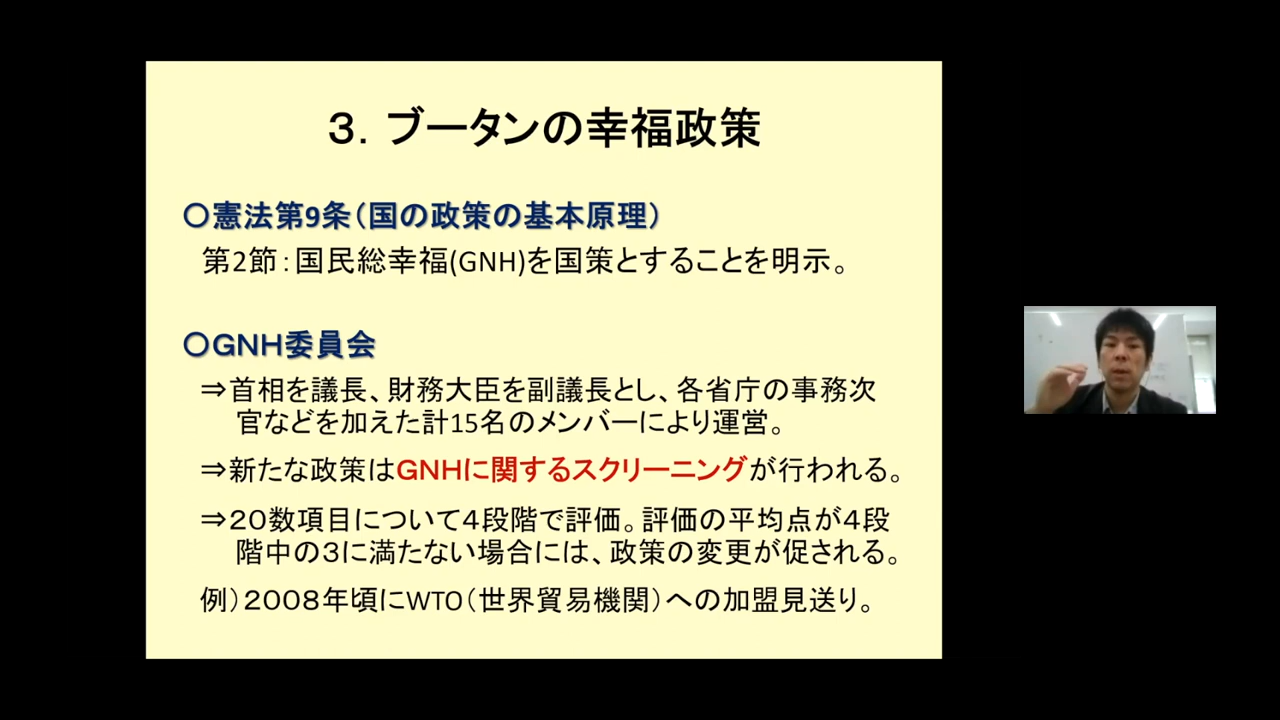 ３．ブータンの幸福政策
○憲法第9条（国の政策の基本原理）
第2節：国民総幸福(GNH)を国策とすることを明示。
○GNH委員会
⇒首相を議長、財務大臣を副議長とし、各省庁の事務次
官などを加えた計15名のメンバーにより運営。
⇒新たな政策はGNHに関するスクリーニングが行われる。
⇒２０数項目について４段階で評価。評価の平均点が４段
階中の３に満たない場合には、政策の変更が促される。
例）２００８年頃にWTO（世界貿易機関）への加盟見送り。